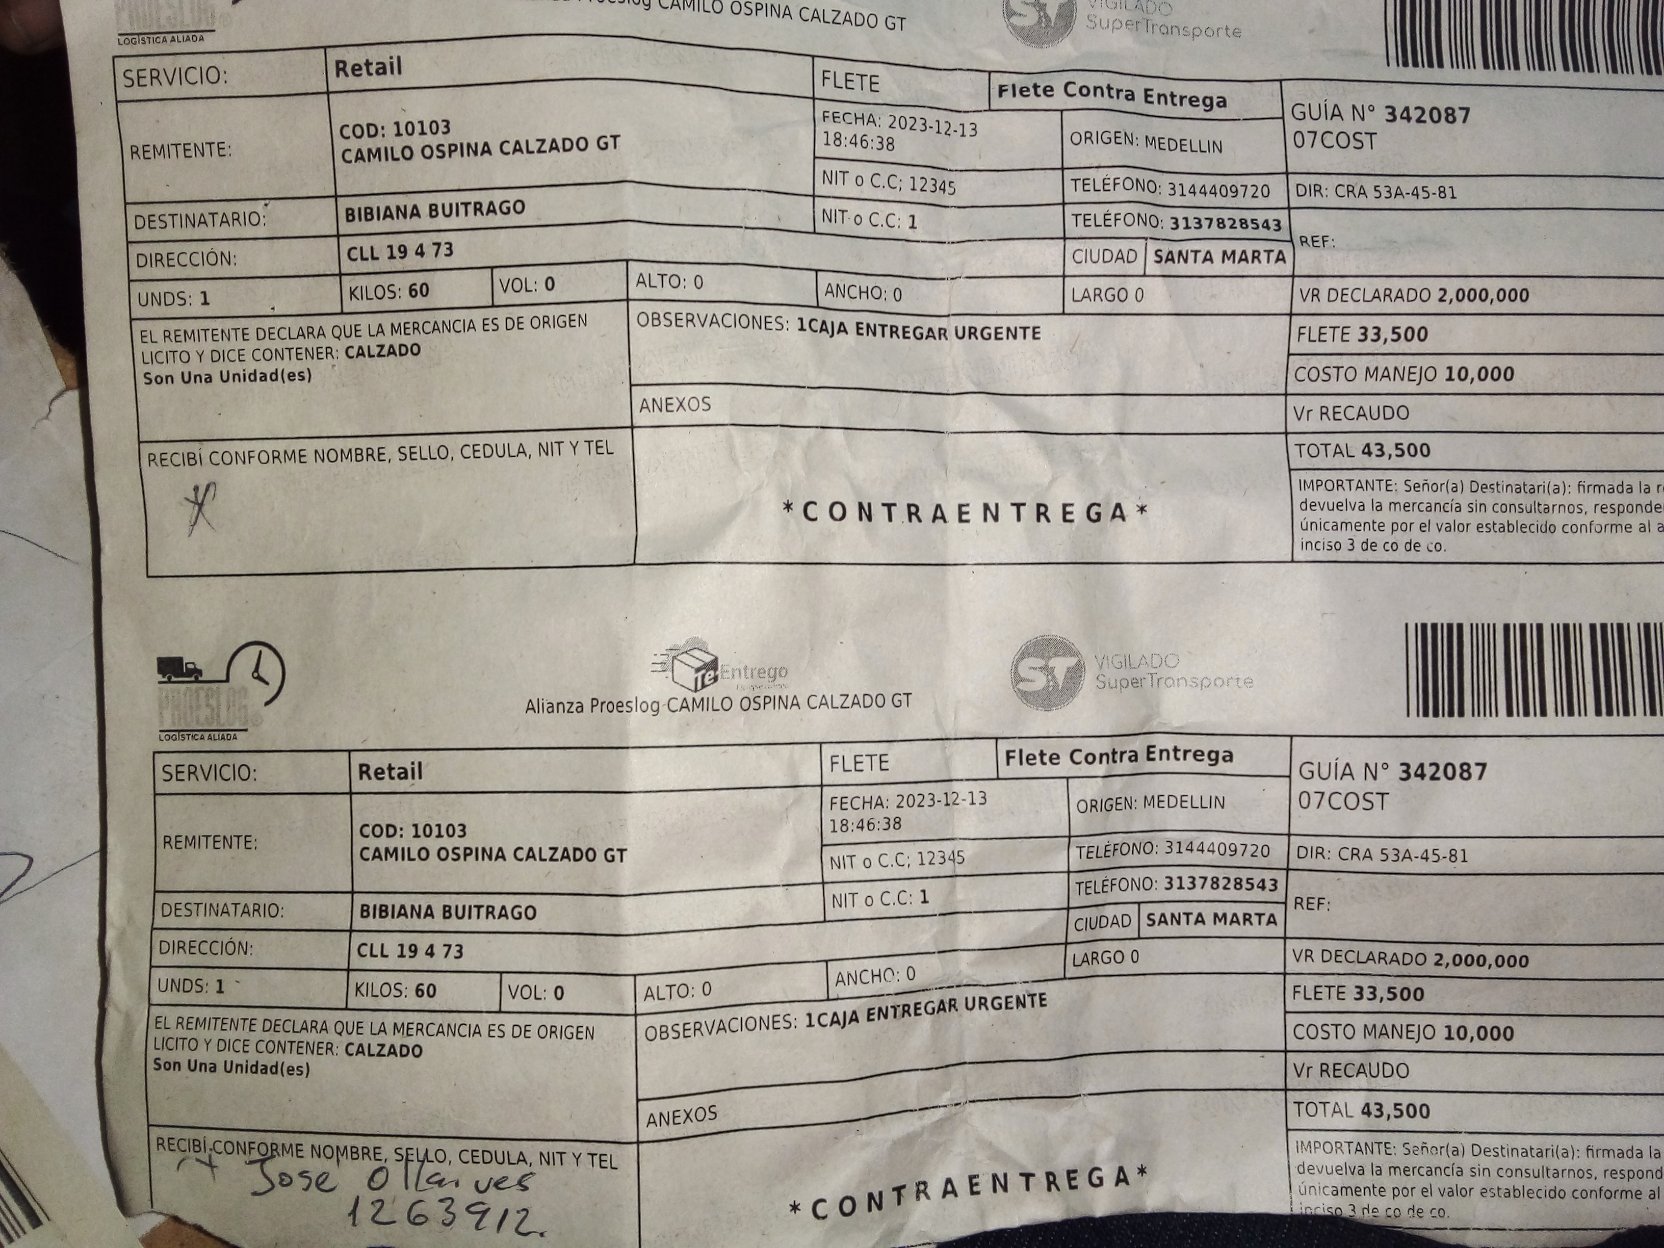 Proeslog CAMILO OSPINA CALZADO GT
LOGÍSTICA ALIADA
VIGILADO
SuperTransporte
SERVICIO: Retail FLETE Flete Contra Entrega
GUÍA N° 342087
07COST
REMITENTE: COD: 10103
CAMILO OSPINA CALZADO GT
FECHA: 2023-12-13
18:46:38
ORIGEN: MEDELLIN
NIT o C.C; 12345 TELÉFONO: 3144409720 DIR: CRA 53A-45-81
DESTINATARIO: BIBIANA BUITRAGO NIT o C.C: 1 TELÉFONO: 3137828543
REF:
DIRECCIÓN: CLL 19 4 73 CIUDAD SANTA MARTA
UNDS: 1 KILOS: 60 VOL: 0 ALTO: 0 ANCHO: 0 LARGO 0 VR DECLARADO 2,000,000
EL REMITENTE DECLARA QUE LA MERCANCIA ES DE ORIGEN
LICITO Y DICE CONTENER: CALZADO
Son Una Unidad(es)
OBSERVACIONES: 1CAJA ENTREGAR URGENTE
FLETE 33,500
COSTO MANEJO 10,000
ANEXOS
Vr RECAUDO
TOTAL 43,500
RECIBÍ CONFORME NOMBRE, SELLO, CEDULA, NIT Y TEL
*CONTRAENTREGA*
IMPORTANTE: Señor(a) Destinatari(a): firmada la
devuelva la mercancía sin consultarnos, responde
únicamente por el valor establecido conforme al
inciso 3 de co de co.
PROESLOG
LOGÍSTICA ALIADA
Te Entrego
Alianza Proeslog CAMILO OSPINA CALZADO GT
ST
VIGILADO
SuperTransporte
SERVICIO: Retail FLETE Flete Contra Entrega
GUÍA N° 342087
07COST
REMITENTE: COD: 10103
CAMILO OSPINA CALZADO GT
FECHA: 2023-12-13
18:46:38
ORIGEN: MEDELLIN
NIT o C.C; 12345 TELÉFONO: 3144409720 DIR: CRA 53A-45-81
DESTINATARIO: BIBIANA BUITRAGO NIT o C.C: 1 TELÉFONO: 3137828543
REF:
DIRECCIÓN: CLL 19 4 73 CIUDAD SANTA MARTA
UNDS: 1 KILOS: 60 VOL: 0 ALTO: 0 ANCHO: 0 LARGO 0 VR DECLARADO 2,000,000
EL REMITENTE DECLARA QUE LA MERCANCIA ES DE ORIGEN
LICITO Y DICE CONTENER: CALZADO
Son Una Unidad(es)
OBSERVACIONES: 1CAJA ENTREGAR URGENTE
FLETE 33,500
COSTO MANEJO 10,000
ANEXOS
Vr RECAUDO
TOTAL 43,500
RECIBÍ CONFORME NOMBRE, SELLO, CEDULA, NIT Y TEL
Jose Ollarves
1263912.
*CONTRAENTREGA*
IMPORTANTE: Señor(a) Destinatari(a): firmada la
devuelva la mercancía sin consultarnos, respond
únicamente por el valor establecido conforme al
inciso 3 de co de co.